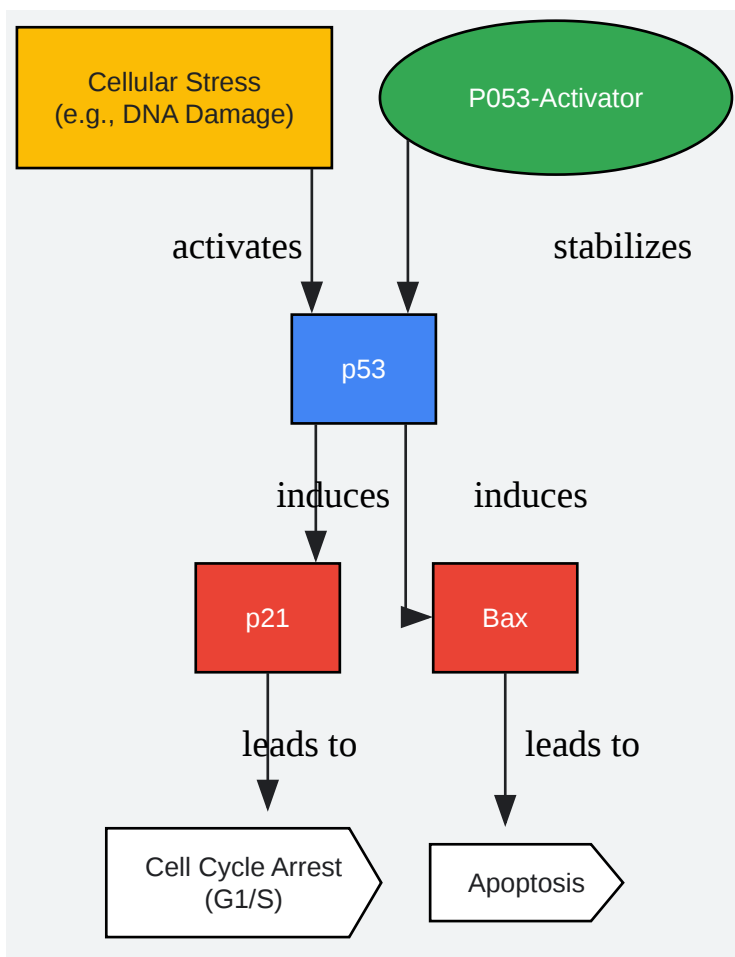 Cellular Stress
(e.g., DNA Damage)
P053-Activator
activates
stabilizes
p53
induces
induces
p21
Bax
leads to
leads to
Cell Cycle Arrest
(G1/S)
Apoptosis